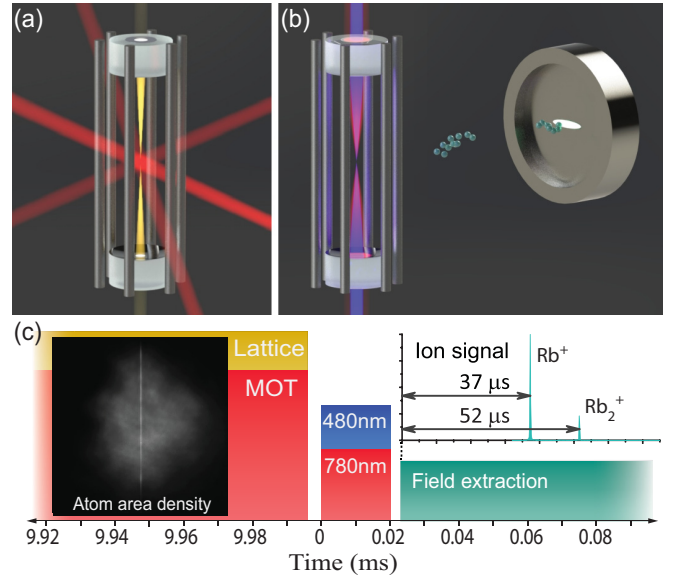 (a)
(b)
(c)
Lattice
MOT
Atom area density
480nm
780nm
Ion signal
Rb⁺
37 μs
Rb₂⁺
52 μs
Field extraction
9.92 9.94 9.96 9.98 0 0.02 0.04 0.06 0.08
Time (ms)